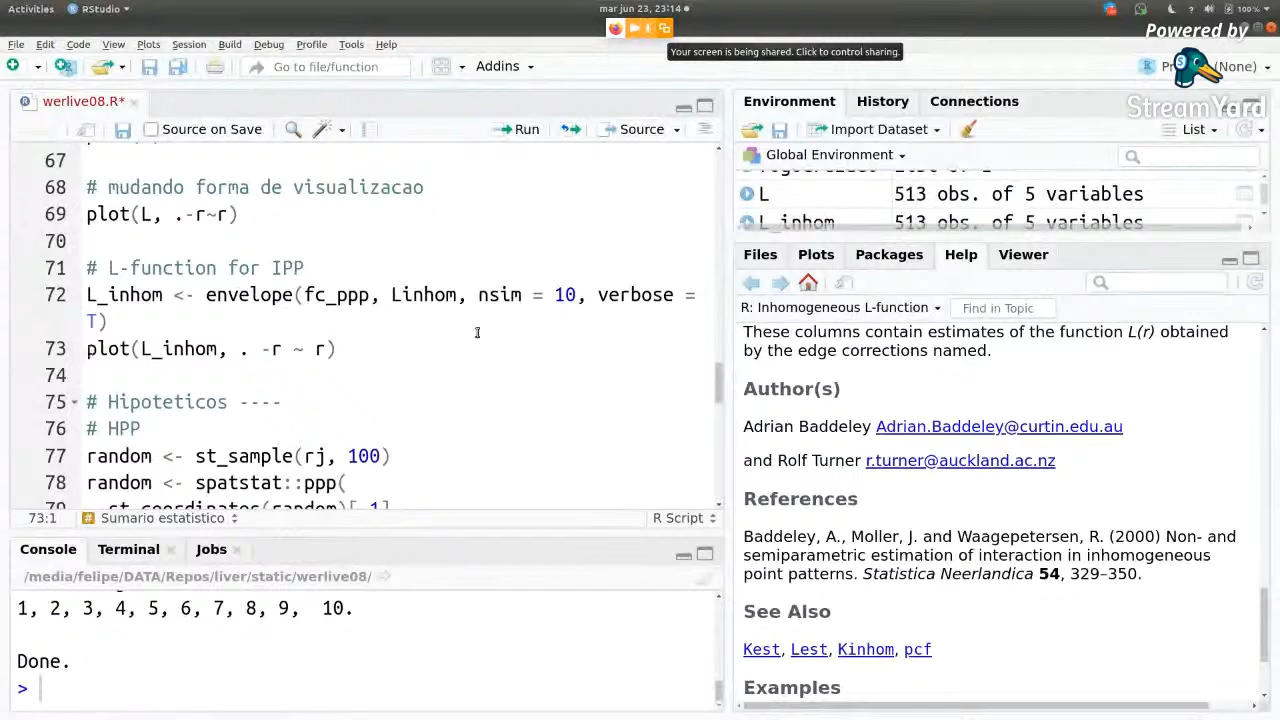 Activities RStudio mar jun 23, 23:14 100%
Powered by
StreamYard
Your screen is being shared. Click to control sharing.
File Edit Code View Plots Session Build Debug Profile Tools Help
Go to file/function Addins (None)
werlive08.R*
Source on Save Run Source
67
68 # mudando forma de visualizacao
69 plot(L, .-r~r)
70
71 # L-function for IPP
72 L_inhom <- envelope(fc_ppp, Linhom, nsim = 10, verbose =
T)
73 plot(L_inhom, . -r ~ r)
74
75 # Hipoteticos ----
76 # HPP
77 random <- st_sample(rj, 100)
78 random <- spatstat::ppp(
79 st_coordinates(random)[ 1]
73:1 # Sumario estatistico R Script
Console Terminal Jobs
/media/felipe/DATA/Repos/liver/static/werlive08/
1, 2, 3, 4, 5, 6, 7, 8, 9,  10.
Done.
>
Environment History Connections
Import Dataset List
Global Environment
L 513 obs. of 5 variables
L_inhom 513 obs. of 5 variables
Files Plots Packages Help Viewer
R: Inhomogeneous L-function Find in Topic
These columns contain estimates of the function L(r) obtained
by the edge corrections named.
Author(s)
Adrian Baddeley Adrian.Baddeley@curtin.edu.au
and Rolf Turner r.turner@auckland.ac.nz
References
Baddeley, A., Moller, J. and Waagepetersen, R. (2000) Non- and
semiparametric estimation of interaction in inhomogeneous
point patterns. Statistica Neerlandica 54, 329–350.
See Also
Kest, Lest, Kinhom, pcf
Examples